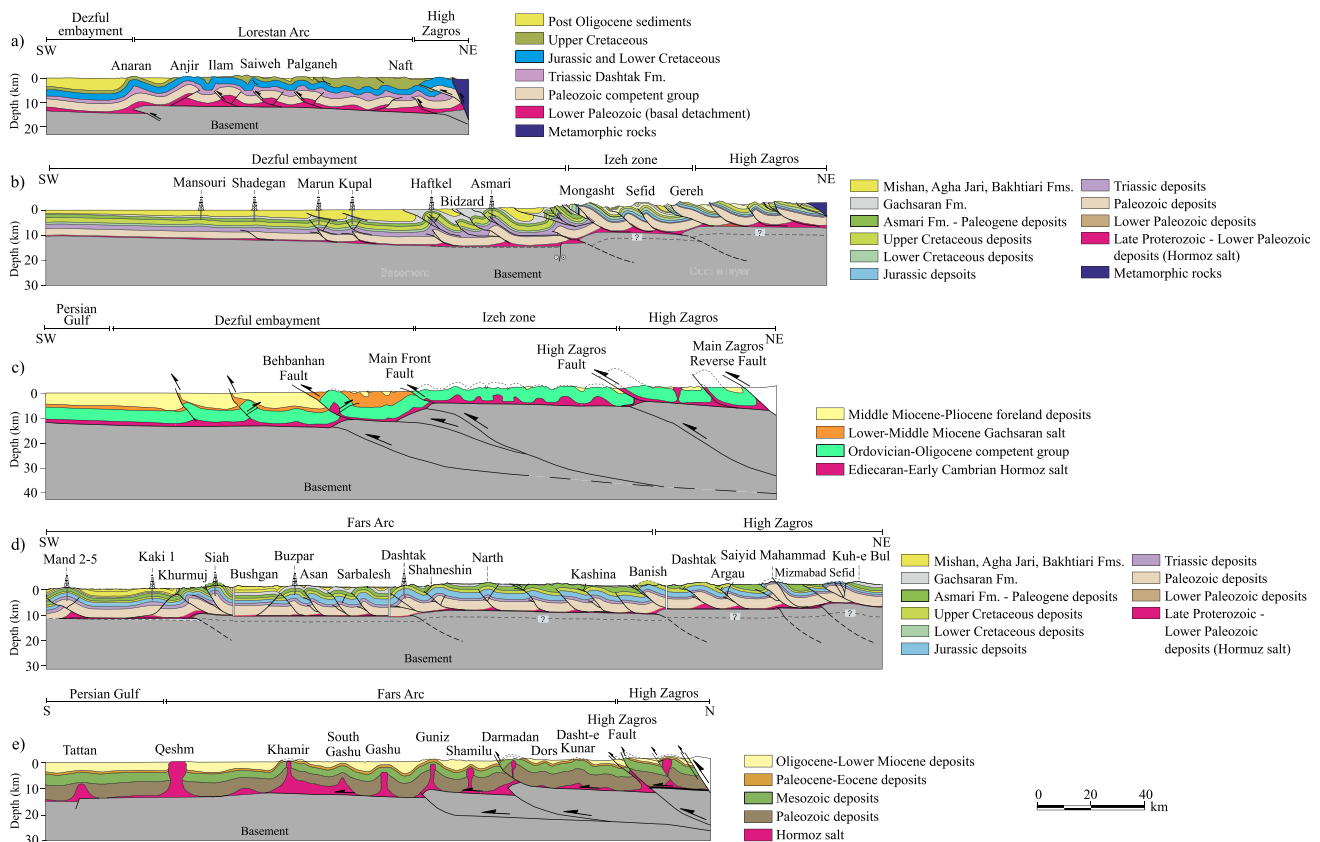 a)
Dezful
embayment
Lorestan Arc
High
Zagros
SW
NE
Anaran
Anjir
Ilam
Saiweh
Palganeh
Naft
Depth (km)
0
10
20
Basement
Post Oligocene sediments
Upper Cretaceous
Jurassic and Lower Cretaceous
Triassic Dashtak Fm.
Paleozoic competent group
Lower Paleozoic (basal detachment)
Metamorphic rocks
b)
Dezful embayment
Izeh zone
High Zagros
SW
NE
Mansouri
Shadegan
Marun
Kupal
Haftkel
Bidzard
Asmari
Mongasht
Sefid
Gereh
Depth (km)
0
10
20
30
?
?
Basement
Basement
Ductile layer
Mishan, Agha Jari, Bakhtiari Fms.
Gachsaran Fm.
Asmari Fm. - Paleogene deposits
Upper Cretaceous deposits
Lower Cretaceous deposits
Jurassic depsoits
Triassic deposits
Paleozoic deposits
Lower Paleozoic deposits
Late Proterozoic - Lower Paleozoic
deposits (Hormoz salt)
Metamorphic rocks
c)
Persian
Gulf
Dezful embayment
Izeh zone
High Zagros
SW
NE
Behbanhan
Fault
Main Front
Fault
High Zagros
Fault
Main Zagros
Reverse Fault
Depth (km)
0
10
20
30
40
Basement
Middle Miocene-Pliocene foreland deposits
Lower-Middle Miocene Gachsaran salt
Ordovician-Oligocene competent group
Ediecaran-Early Cambrian Hormoz salt
d)
Fars Arc
High Zagros
SW
NE
Mand 2-5
Kaki 1
Khurmuj
Siah
Bushgan
Buzpar
Asan
Sarbalesh
Dashtak
Shahneshin
Narth
Kashina
Banish
Dashtak
Argau
Saiyid Mahammad
Mizmabad Sefid
Kuh-e Bul
Depth (km)
0
10
20
30
?
?
?
Basement
Mishan, Agha Jari, Bakhtiari Fms.
Gachsaran Fm.
Asmari Fm. - Paleogene deposits
Upper Cretaceous deposits
Lower Cretaceous deposits
Jurassic depsoits
Triassic deposits
Paleozoic deposits
Lower Paleozoic deposits
Late Proterozoic -
Lower Paleozoic
deposits (Hormuz salt)
e)
Persian Gulf
Fars Arc
High Zagros
S
N
Tattan
Qeshm
Khamir
South
Gashu
Gashu
Guniz
Shamilu
Darmadan
Dors
Dasht-e
Kunar
High Zagros
Fault
Depth (km)
0
10
20
30
Basement
Oligocene-Lower Miocene deposits
Paleocene-Eocene deposits
Mesozoic deposits
Paleozoic deposits
Hormoz salt
0
20
40
km